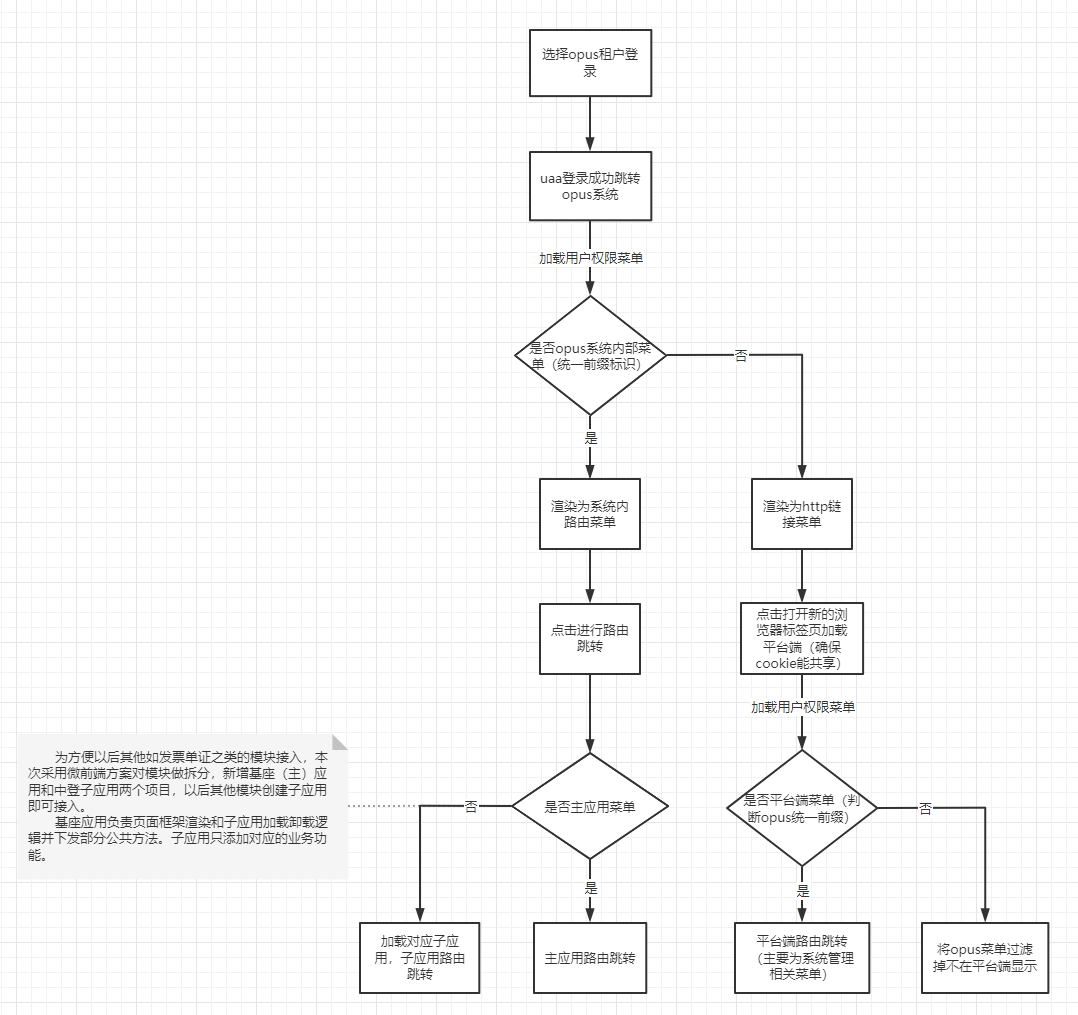 选择opus租户登
录
uaa登录成功跳转
opus系统
加载用户权限菜单
是否opus系统内部菜
单（统一前缀标识）
否
是
渲染为系统内
路由菜单
渲染为http链
接菜单
点击进行路由
跳转
点击打开新的浏
览器标签页加载
平台端（确保
cookie能共享）
加载用户权限菜单
为方便以后其他如发票单证之类的模块接入，本
次采用微前端方案对模块做拆分，新增基座（主）应
用和中登子应用两个项目，以后其他模块创建子应用
即可接入。
基座应用负责页面框架渲染和子应用加载卸载逻
辑并下发部分公共方法。子应用只添加对应的业务功
能。
否
是否主应用菜单
是否平台端菜单（判
断opus统一前缀）
否
是
是
加载对应子应
用，子应用路由
跳转
主应用路由跳转
平台端路由跳转
（主要为系统管理
相关菜单）
将opus菜单过滤
掉不在平台端显示